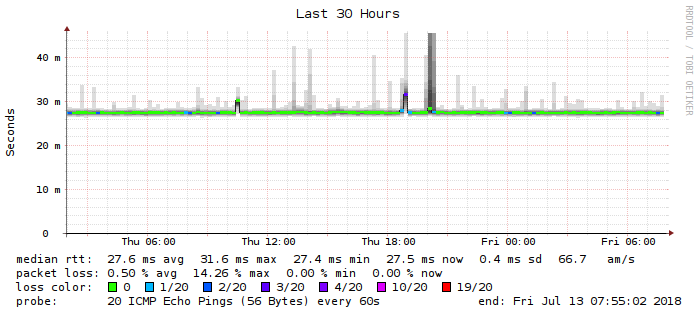 Last 30 Hours
RRDTOOL / TOBI OETIKER
Seconds
40 m
30 m
20 m
10 m
0
Thu 06:00 Thu 12:00 Thu 18:00 Fri 00:00 Fri 06:00
median rtt: 27.6 ms avg 31.6 ms max 27.4 ms min 27.5 ms now 0.4 ms sd 66.7 am/s
packet loss: 0.50 % avg 14.26 % max 0.00 % min 0.00 % now
loss color: 0 1/20 2/20 3/20 4/20 10/20 19/20
probe: 20 ICMP Echo Pings (56 Bytes) every 60s end: Fri Jul 13 07:55:02 2018